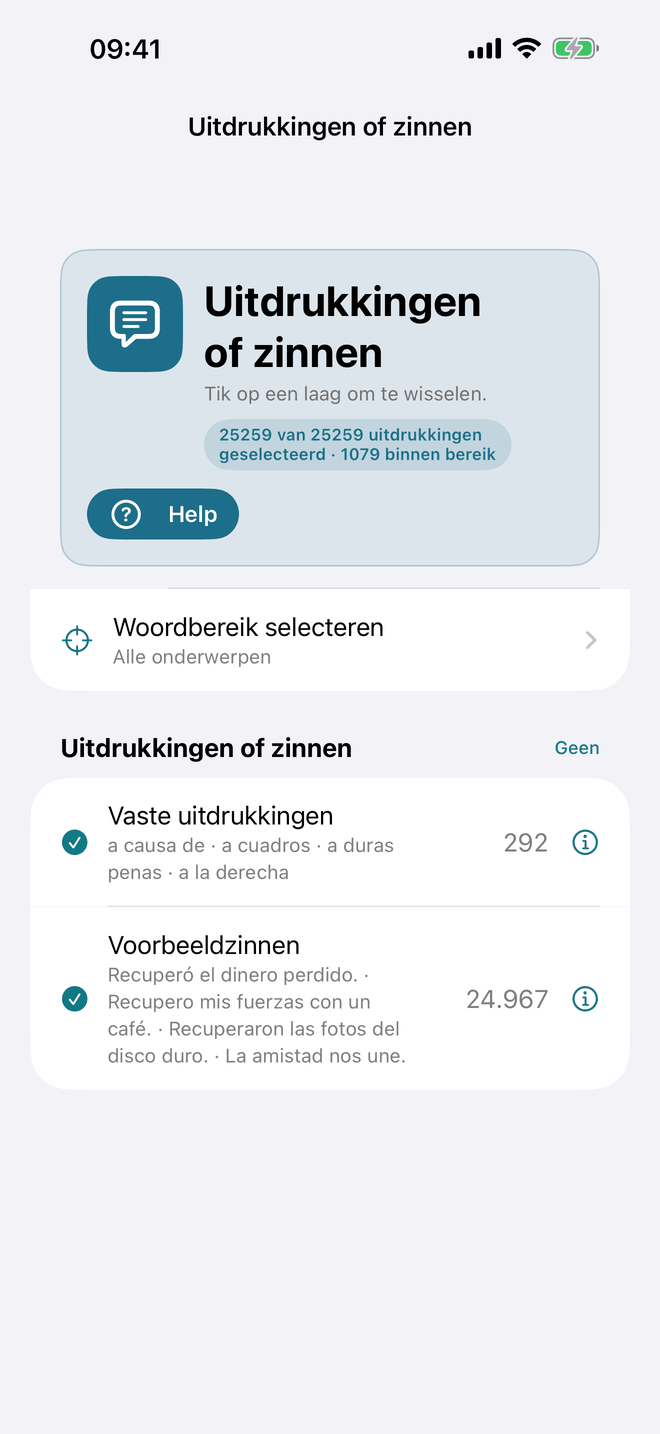 09:41
Uitdrukkingen of zinnen
Uitdrukkingen
of zinnen
Tik op een laag om te wisselen.
25259 van 25259 uitdrukkingen
geselecteerd · 1079 binnen bereik
Help
Woordbereik selecteren
Alle onderwerpen
Uitdrukkingen of zinnen
Geen
Vaste uitdrukkingen
a causa de · a cuadros · a duras
penas · a la derecha
292
Voorbeeldzinnen
Recuperó el dinero perdido. ·
Recupero mis fuerzas con un
café. · Recuperaron las fotos del
disco duro. · La amistad nos une.
24.967